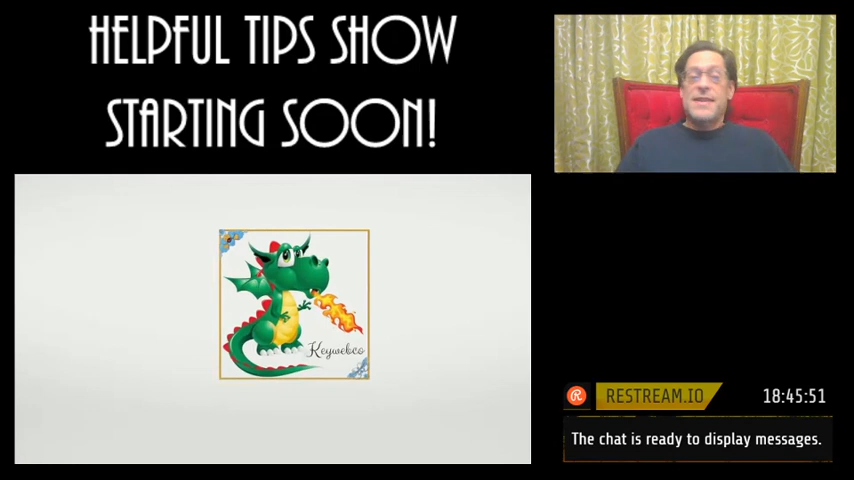 HELPFUL TIPS SHOW
STARTING SOON!
Keywebco
RESTREAM.IO
18:45:51
The chat is ready to display messages.